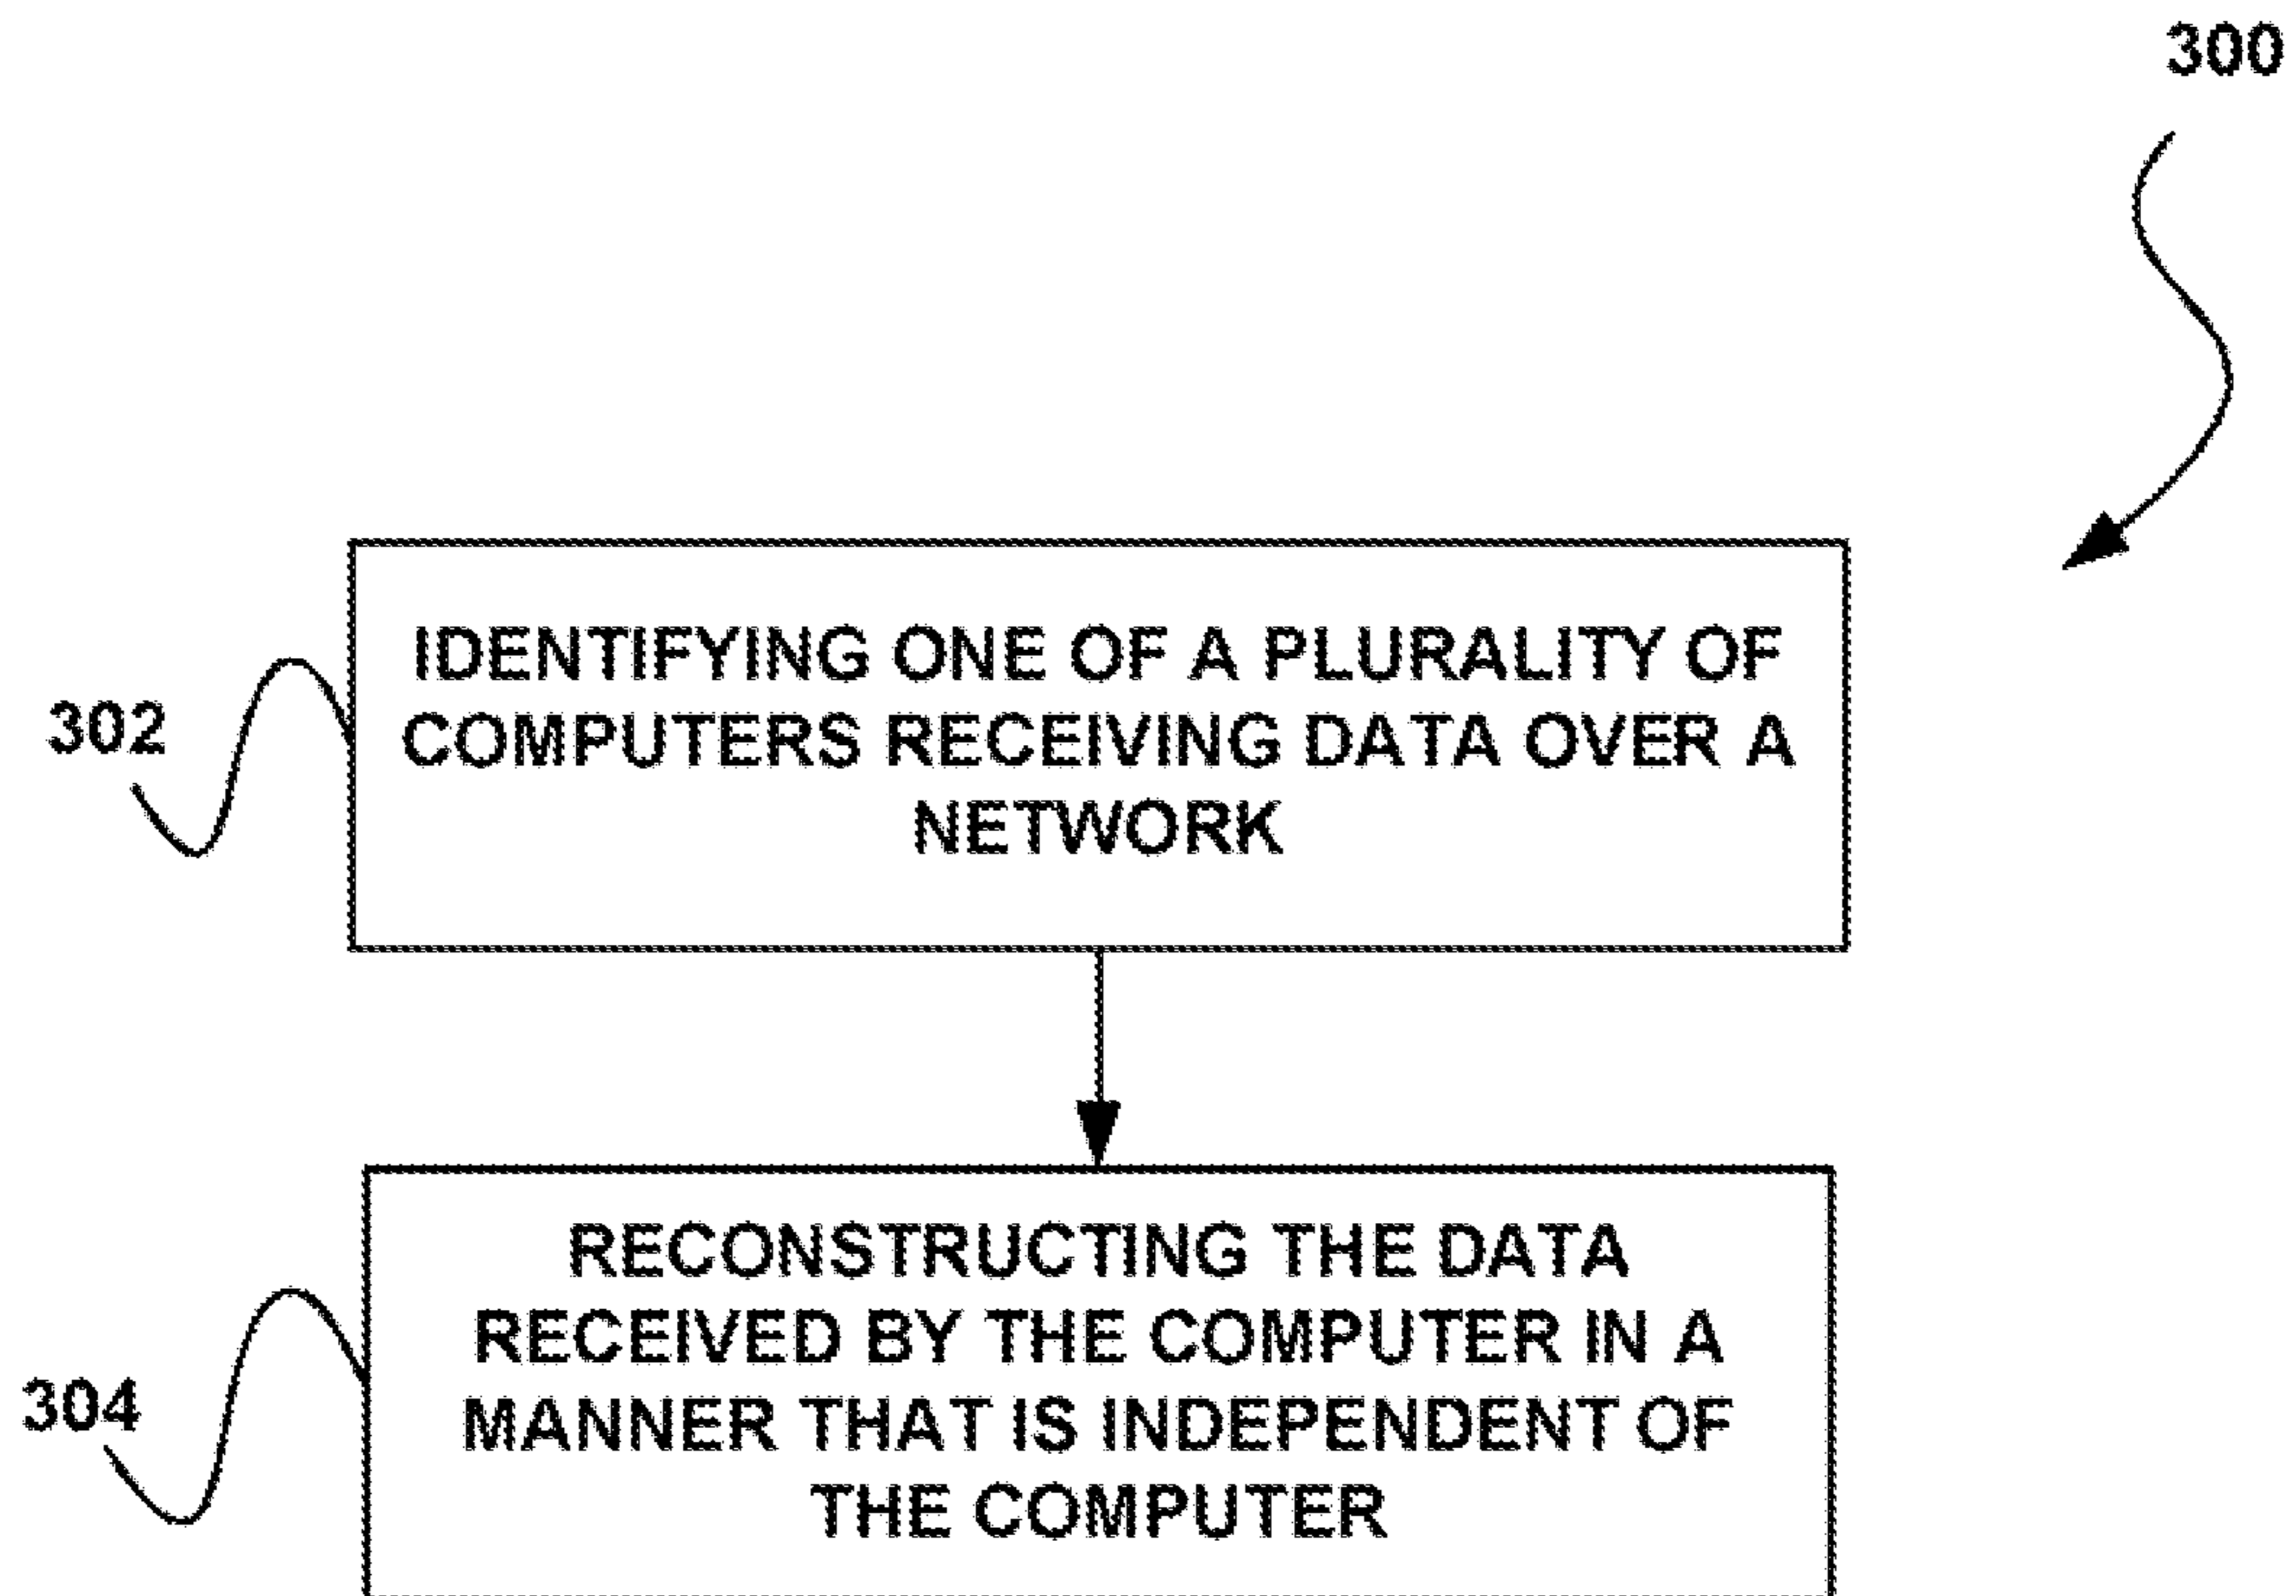 300
IDENTIFYING ONE OF A PLURALITY OF
COMPUTERS RECEIVING DATA OVER A
NETWORK
302
RECONSTRUCTING THE DATA
RECEIVED BY THE COMPUTER IN A
MANNER THAT IS INDEPENDENT OF
THE COMPUTER
304